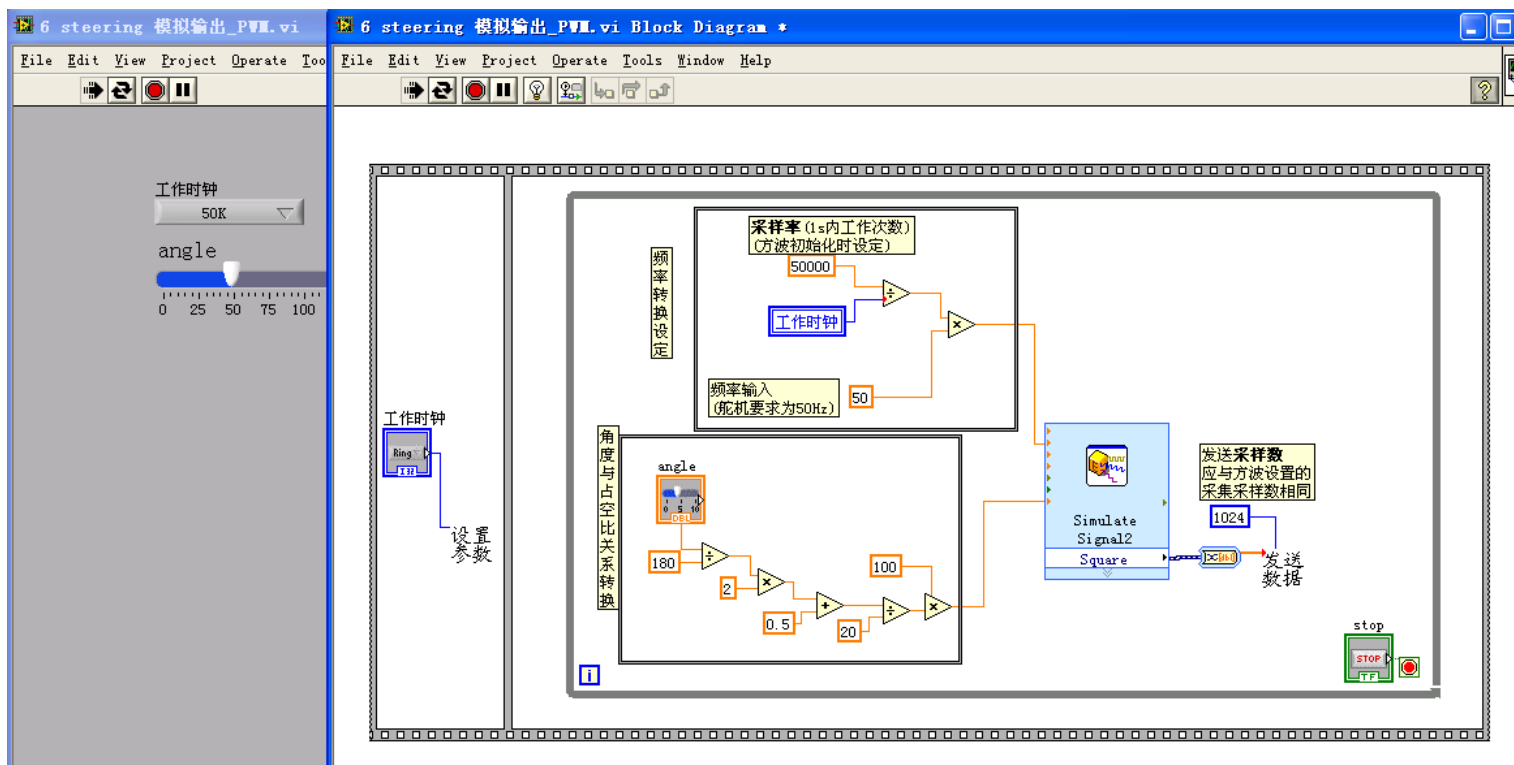 6 steering 模拟输出_PWM.vi
File Edit View Project Operate Too
工作时钟
50K
angle
0 25 50 75 100
6 steering 模拟输出_PWM.vi Block Diagram *
File Edit View Project Operate Tools Window Help
?
工作时钟
Ring
I32
设置
参数
频率转换设定
采样率(1s内工作次数)
(方波初始化时设定)
50000
÷
工作时钟
×
频率输入
(舵机要求为50Hz)
50
角度与占空比关系转换
angle
0 5 10
DBL
180
÷
2
×
0.5
+
20
÷
100
×
Simulate
Signal2
Square
发送采样数
应与方波设置的
采集采样数相同
1024
发送
数据
stop
STOP
TF
i